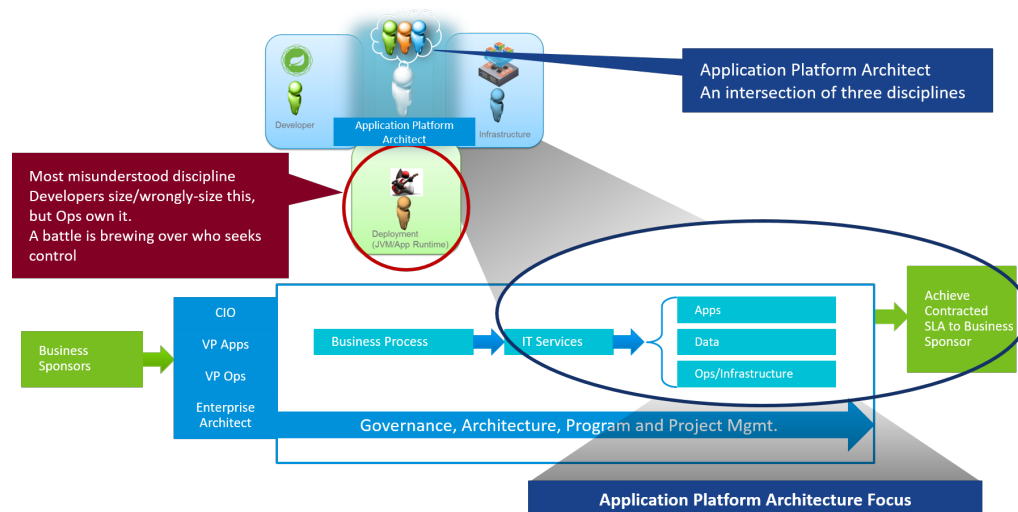 Application Platform Architect
An intersection of three disciplines
Developer
Application Platform
Architect
Infrastructure
Most misunderstood discipline
Developers size/wrongly-size this,
but Ops own it.
A battle is brewing over who seeks
control
Deployment
(JVM/App Runtime)
Business
Sponsors
CIO
VP Apps
VP Ops
Enterprise
Architect
Business Process
IT Services
Apps
Data
Ops/Infrastructure
Achieve
Contracted
SLA to Business
Sponsor
Governance, Architecture, Program and Project Mgmt.
Application Platform Architecture Focus